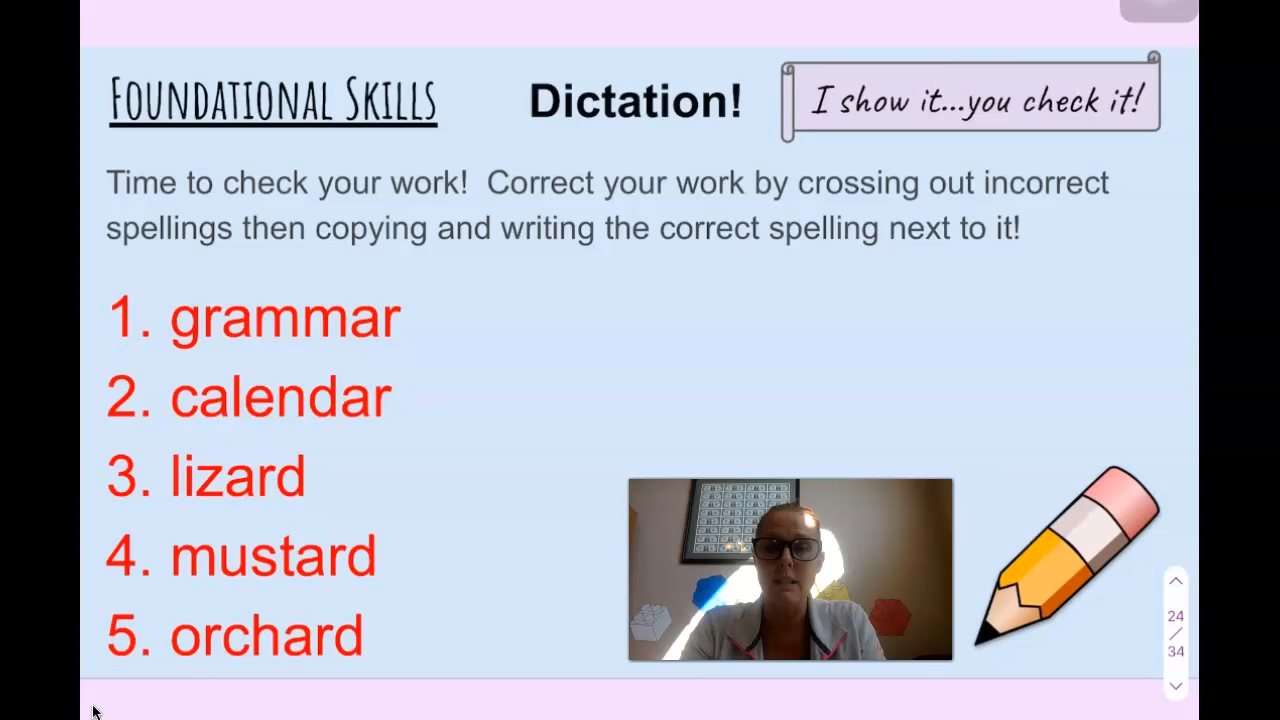 Foundational Skills
Dictation!
I show it...you check it!
Time to check your work!  Correct your work by crossing out incorrect
spellings then copying and writing the correct spelling next to it!
1. grammar
2. calendar
3. lizard
4. mustard
5. orchard
24
/
34